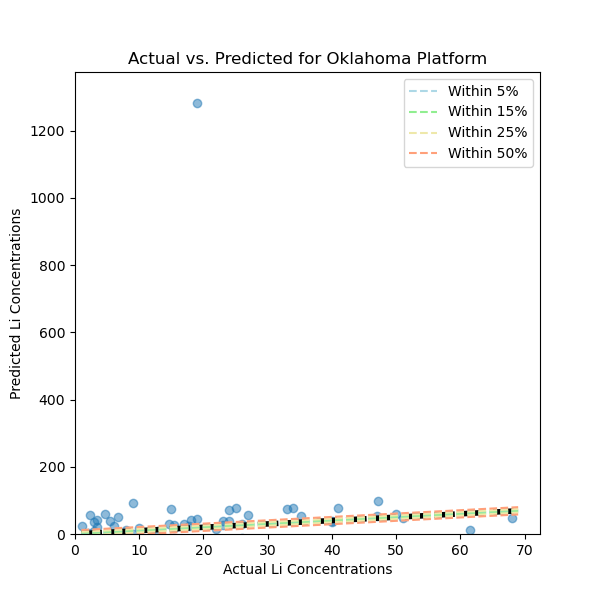 Actual vs. Predicted for Oklahoma Platform
Within 5%
Within 15%
Within 25%
Within 50%
1200
1000
800
600
400
200
0
Predicted Li Concentrations
0 10 20 30 40 50 60 70
Actual Li Concentrations